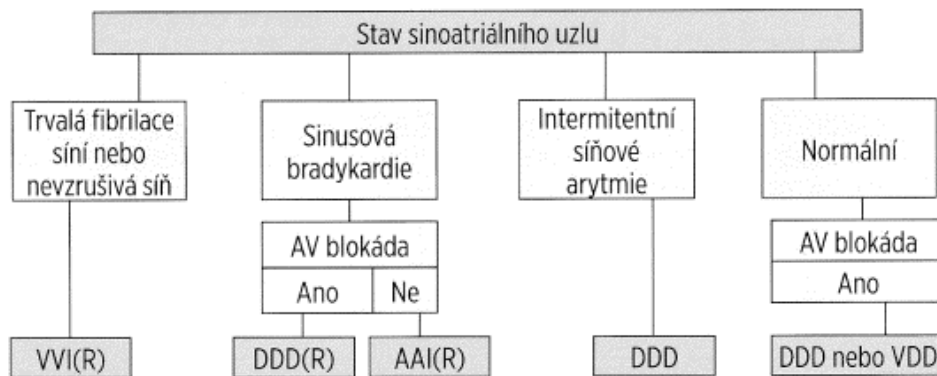 Stav sinoatriálního uzlu
Trvalá fibrilace
síní nebo
nevzrušivá síň
Sinusová
bradykardie
Intermitentní
síňové
arytmie
Normální
AV blokáda
Ano
Ne
AV blokáda
Ano
VVI(R)
DDD(R)
AAI(R)
DDD
DDD nebo VDD